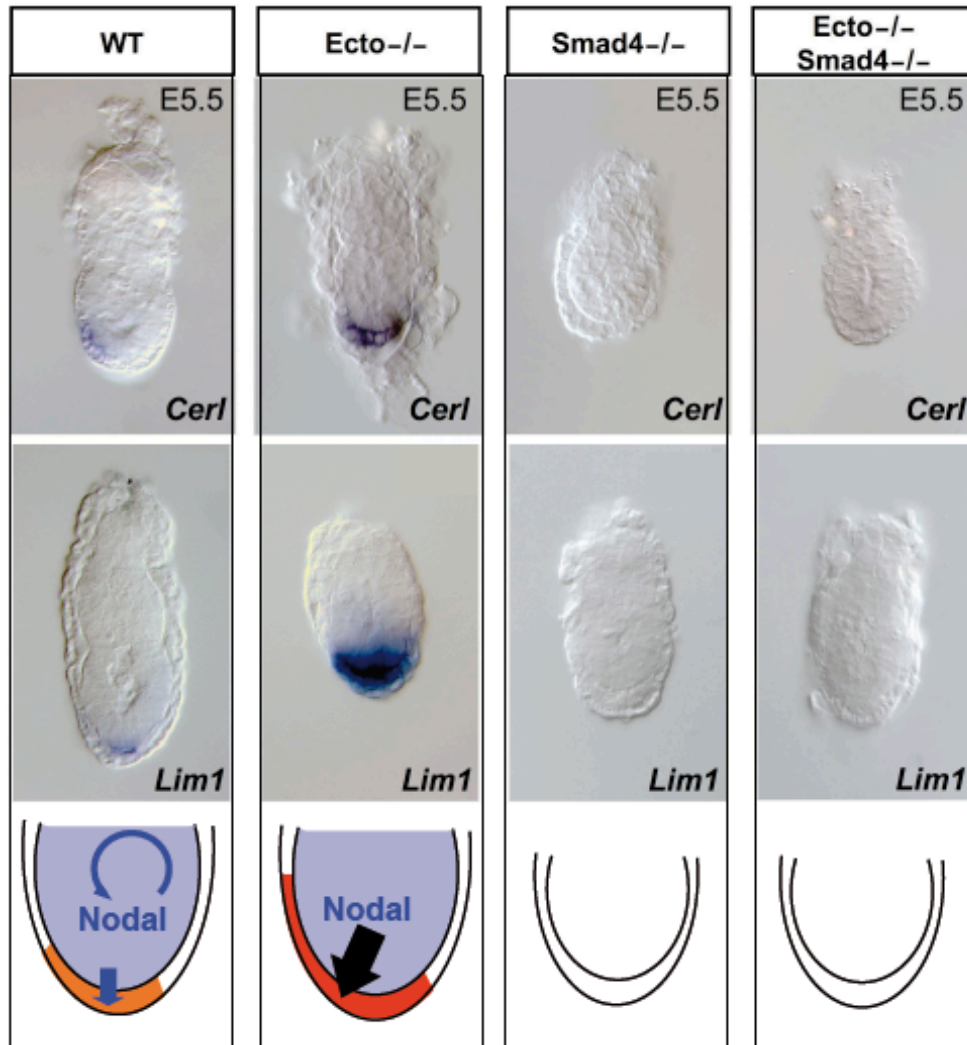 WT
Ecto–/–
Smad4–/–
Ecto–/–
Smad4–/–
E5.5
E5.5
E5.5
E5.5
Cerl
Cerl
Cerl
Cerl
Lim1
Lim1
Lim1
Lim1
Nodal
Nodal